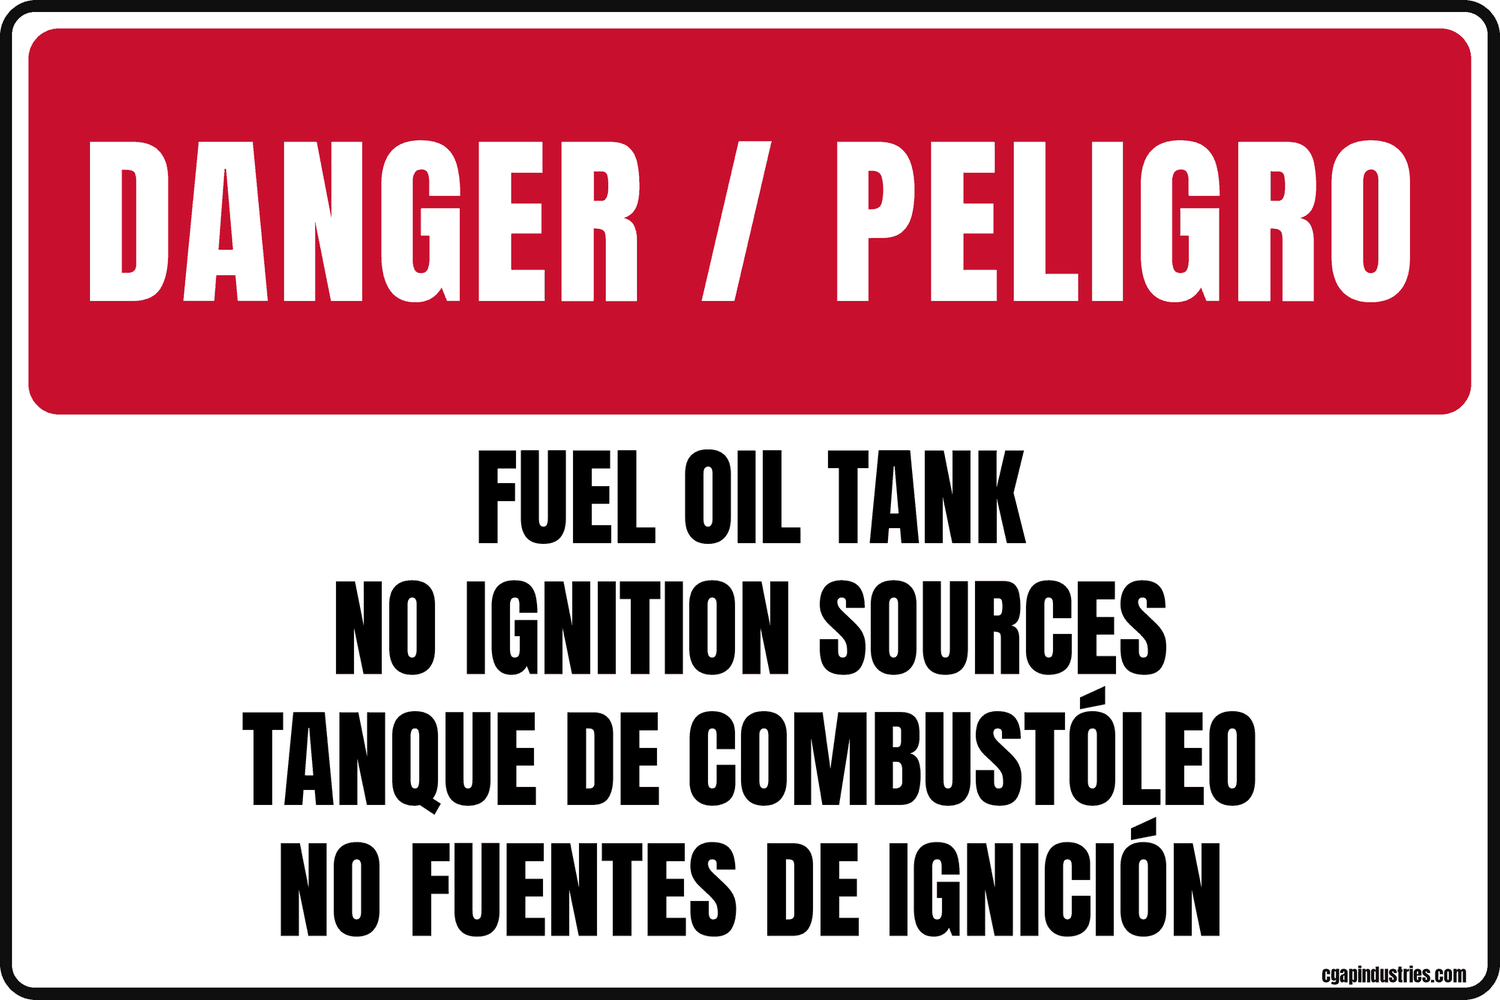 DANGER / PELIGRO
FUEL OIL TANK
NO IGNITION SOURCES
TANQUE DE COMBUSTÓLEO
NO FUENTES DE IGNICIÓN
cgapindustries.com